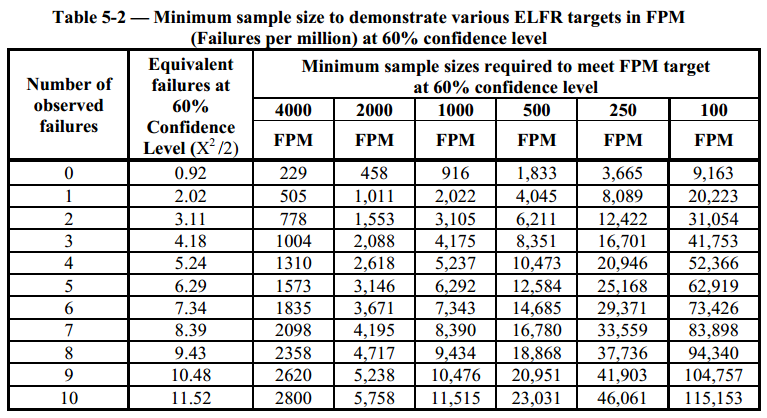 Table 5-2 — Minimum sample size to demonstrate various ELFR targets in FPM
(Failures per million) at 60% confidence level
Number of observed failures | Equivalent failures at 60% Confidence Level (X²/2) | Minimum sample sizes required to meet FPM target at 60% confidence level
4000 FPM | 2000 FPM | 1000 FPM | 500 FPM | 250 FPM | 100 FPM
0 | 0.92 | 229 | 458 | 916 | 1,833 | 3,665 | 9,163
1 | 2.02 | 505 | 1,011 | 2,022 | 4,045 | 8,089 | 20,223
2 | 3.11 | 778 | 1,553 | 3,105 | 6,211 | 12,422 | 31,054
3 | 4.18 | 1004 | 2,088 | 4,175 | 8,351 | 16,701 | 41,753
4 | 5.24 | 1310 | 2,618 | 5,237 | 10,473 | 20,946 | 52,366
5 | 6.29 | 1573 | 3,146 | 6,292 | 12,584 | 25,168 | 62,919
6 | 7.34 | 1835 | 3,671 | 7,343 | 14,685 | 29,371 | 73,426
7 | 8.39 | 2098 | 4,195 | 8,390 | 16,780 | 33,559 | 83,898
8 | 9.43 | 2358 | 4,717 | 9,434 | 18,868 | 37,736 | 94,340
9 | 10.48 | 2620 | 5,238 | 10,476 | 20,951 | 41,903 | 104,757
10 | 11.52 | 2800 | 5,758 | 11,515 | 23,031 | 46,061 | 115,153